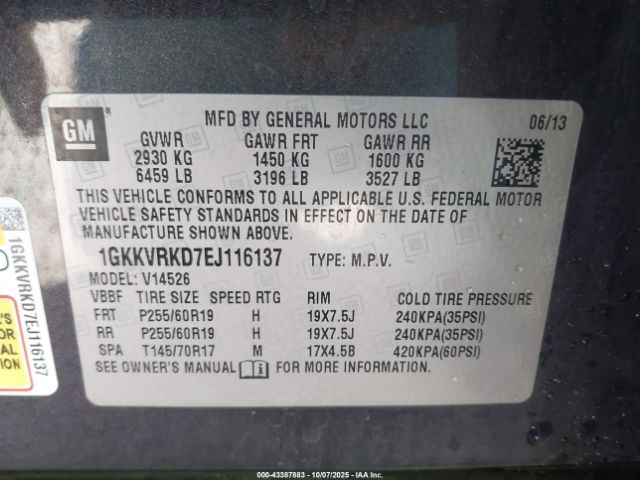 GM
MFD BY GENERAL MOTORS LLC 06/13
GVWR GAWR FRT GAWR RR
2930 KG 1450 KG 1600 KG
6459 LB 3196 LB 3527 LB
THIS VEHICLE CONFORMS TO ALL APPLICABLE U.S. FEDERAL MOTOR
VEHICLE SAFETY STANDARDS IN EFFECT ON THE DATE OF
MANUFACTURE SHOWN ABOVE.
1GKKVRKD7EJ116137 TYPE: M.P.V.
MODEL: V14526
VBBF TIRE SIZE SPEED RTG RIM COLD TIRE PRESSURE
FRT P255/60R19 H 19X7.5J 240KPA(35PSI)
RR P255/60R19 H 19X7.5J 240KPA(35PSI)
SPA T145/70R17 M 17X4.5B 420KPA(60PSI)
SEE OWNER'S MANUAL FOR MORE INFORMATION.
1GKKVRKD7EJ116137
000-43387883 - 10/07/2025 - IAA Inc.